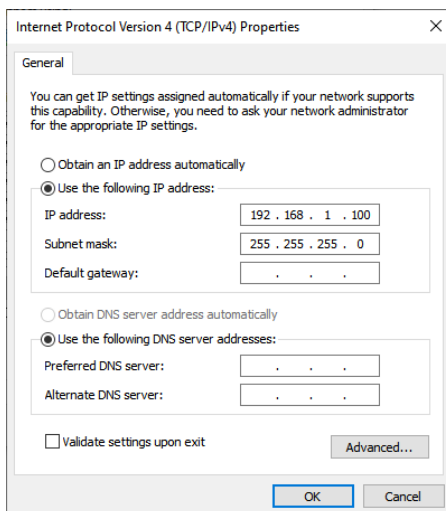 Internet Protocol Version 4 (TCP/IPv4) Properties
General
You can get IP settings assigned automatically if your network supports
this capability. Otherwise, you need to ask your network administrator
for the appropriate IP settings.
Obtain an IP address automatically
Use the following IP address:
IP address: 192 . 168 . 1 . 100
Subnet mask: 255 . 255 . 255 . 0
Default gateway: . . .
Obtain DNS server address automatically
Use the following DNS server addresses:
Preferred DNS server: . . .
Alternate DNS server: . . .
Validate settings upon exit
Advanced...
OK Cancel